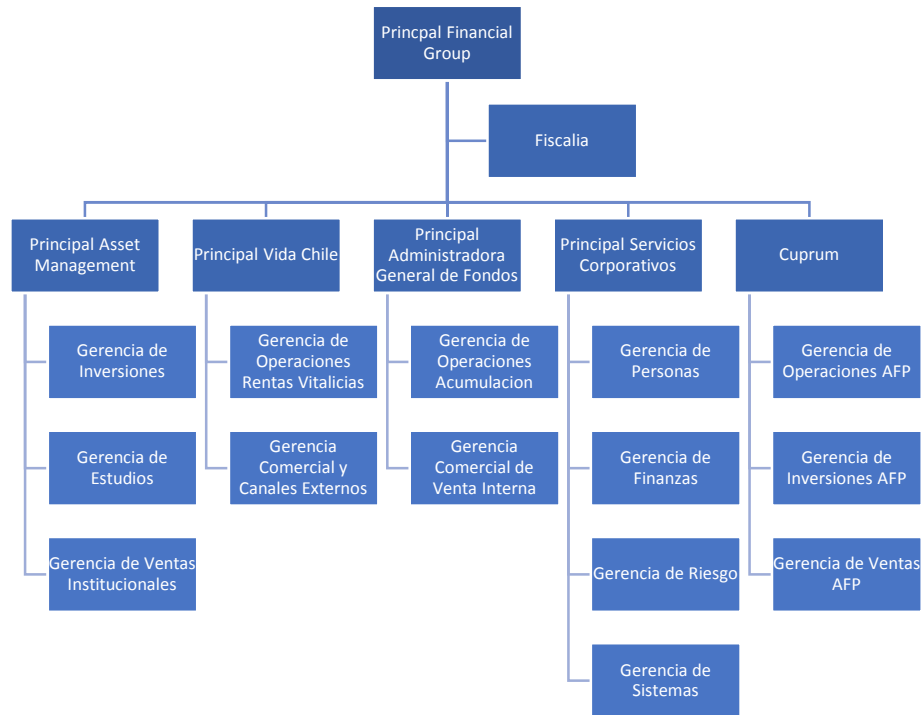 Princpal Financial
Group
Fiscalia
Principal Asset
Management
Principal Vida Chile
Principal
Administradora
General de Fondos
Principal Servicios
Corporativos
Cuprum
Gerencia de
Inversiones
Gerencia de
Operaciones
Rentas Vitalicias
Gerencia de
Operaciones
Acumulacion
Gerencia de
Personas
Gerencia de
Operaciones AFP
Gerencia de
Estudios
Gerencia
Comercial y
Canales Externos
Gerencia
Comercial de
Venta Interna
Gerencia de
Finanzas
Gerencia de
Inversiones AFP
Gerencia de Ventas
Institucionales
Gerencia de Riesgo
Gerencia de Ventas
AFP
Gerencia de
Sistemas